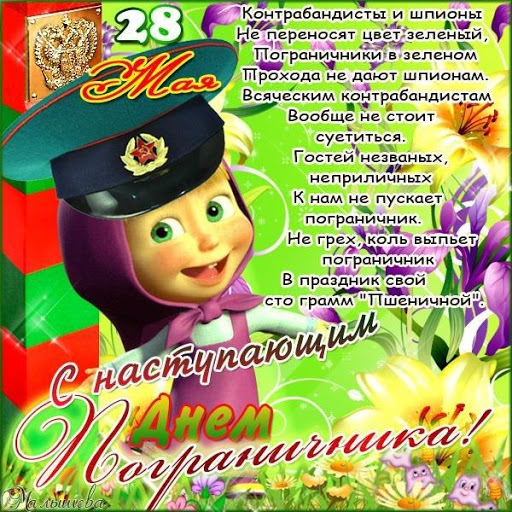 28
Мая
Контрабандисты и шпионы
Не переносят цвет зеленый,
Пограничники в зеленом
Прохода не дают шпионам.
Всяческим контрабандистам
Вообще не стоит
суетиться.
Гостей незваных,
неприличных
К нам не пускает
пограничник.
Не грех, коль выпьет
пограничник
В праздник свой
сто грамм "Пшеничной".
С наступающим
Днем
Пограничника!
Малышева